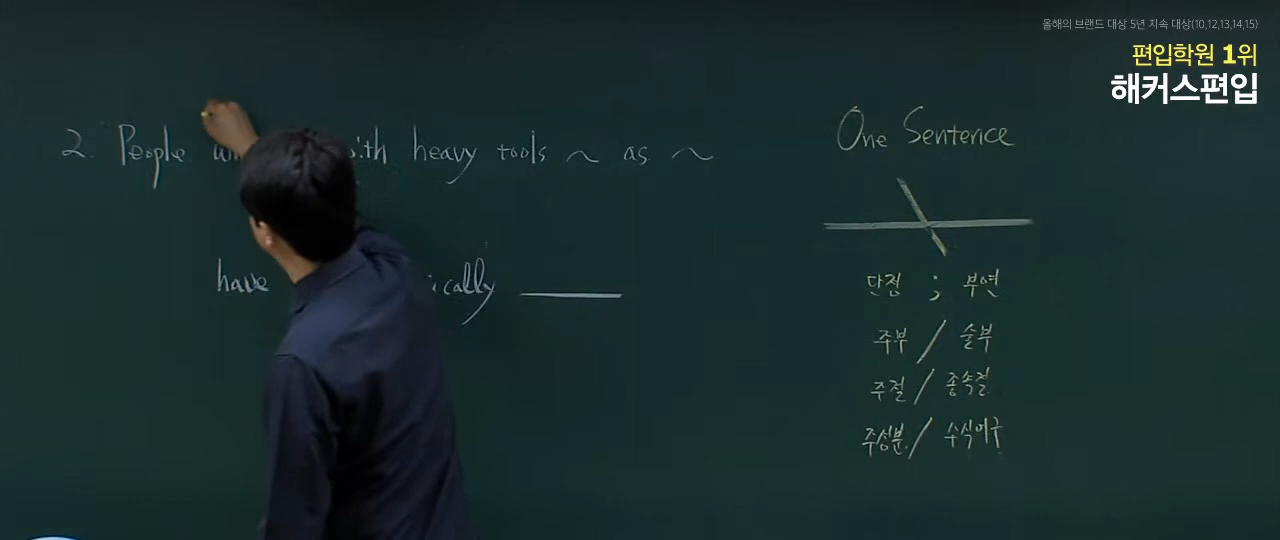 올해의 브랜드 대상 5년 지속 대상(10,12,13,14,15)
편입학원 1위
해커스편입
2. People with heavy tools ~ as ~
have
One Sentence
단정 ; 부연
주부 / 술부
주절 / 종속절
주성분 / 수식어구